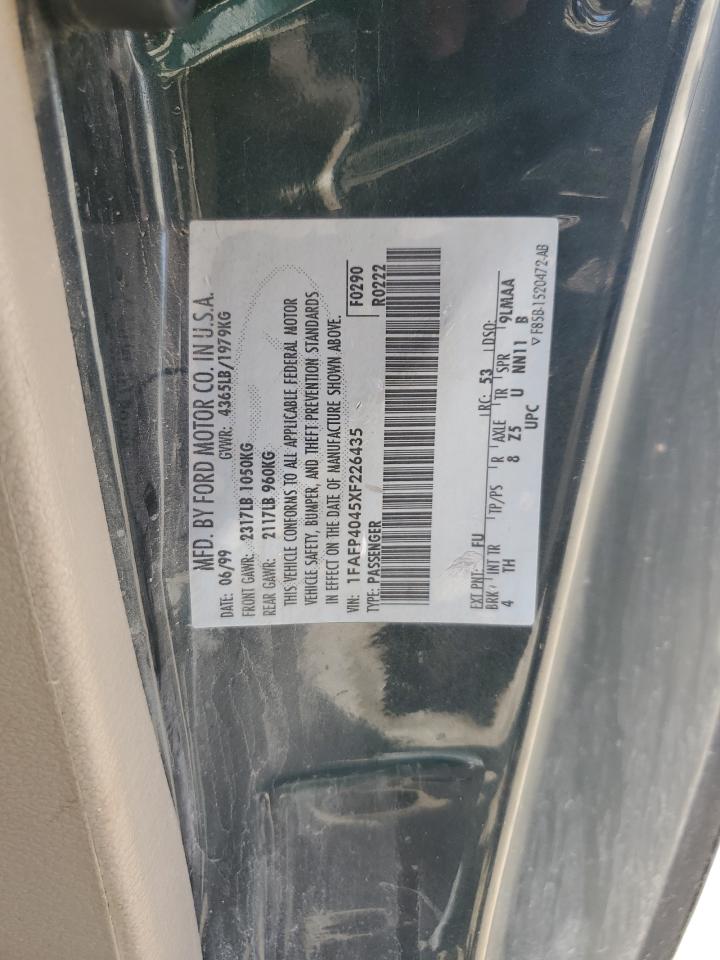 MFD. BY FORD MOTOR CO. IN U.S.A.
DATE: 06/99 GVWR: 4365LB/1979KG
FRONT GAWR: 2317LB 1050KG
REAR GAWR: 2117LB 960KG
THIS VEHICLE CONFORMS TO ALL APPLICABLE FEDERAL MOTOR
VEHICLE SAFETY, BUMPER, AND THEFT PREVENTION STANDARDS
IN EFFECT ON THE DATE OF MANUFACTURE SHOWN ABOVE.
VIN: 1FAFP4045XF226435 F0290
TYPE: PASSENGER R0222
EXT PNT: FU RC: 53 DSO:
BRK INT TR TP/PS R AXLE TR SPR 9LMAA
4 TH 8 Z5 U NN11 B
UPC
▽ F85B-1520472-AB